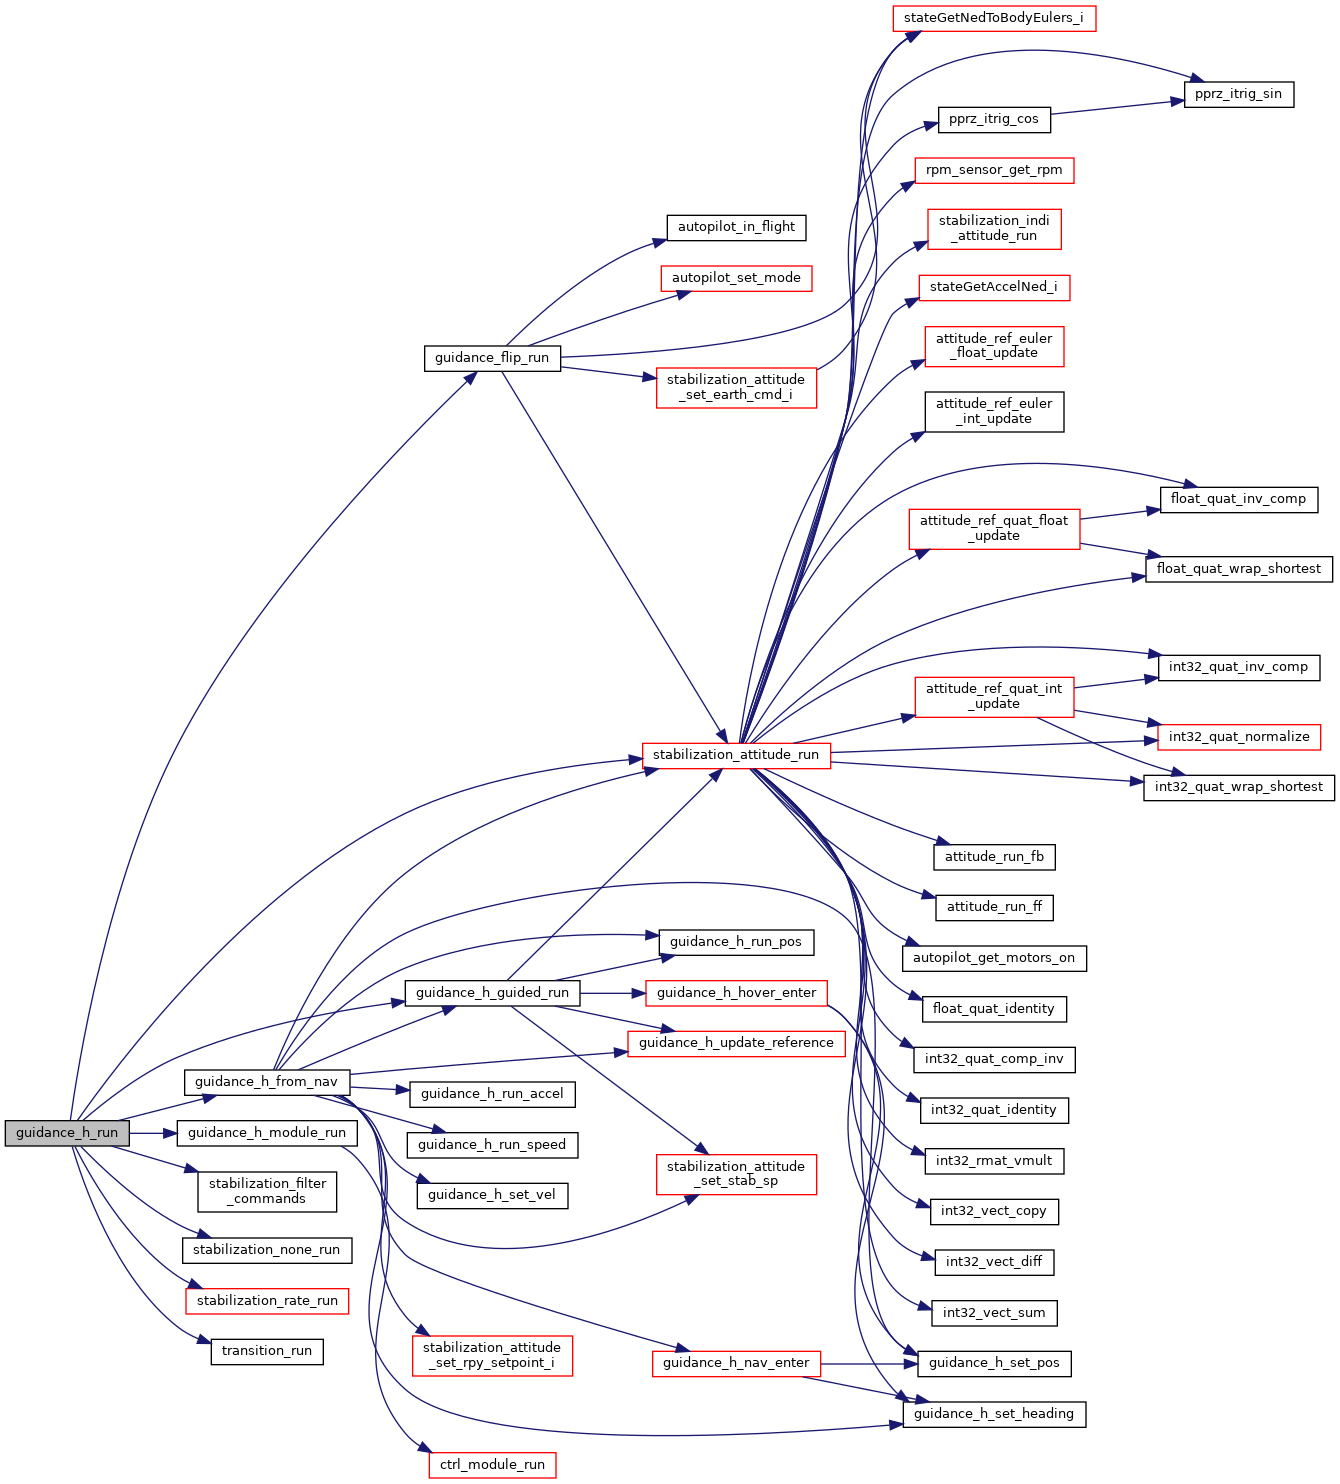 stateGetNedToBodyEulers_i
pprz_itrig_sin
pprz_itrig_cos
rpm_sensor_get_rpm
stabilization_indi
_attitude_run
autopilot_in_flight
autopilot_set_mode
stateGetAccelNed_i
guidance_flip_run
attitude_ref_euler
_float_update
stabilization_attitude
_set_earth_cmd_i
attitude_ref_euler
_int_update
float_quat_inv_comp
attitude_ref_quat_float
_update
float_quat_wrap_shortest
int32_quat_inv_comp
attitude_ref_quat_int
_update
int32_quat_normalize
stabilization_attitude_run
int32_quat_wrap_shortest
attitude_run_fb
attitude_run_ff
guidance_h_run_pos
autopilot_get_motors_on
guidance_h_guided_run
guidance_h_hover_enter
float_quat_identity
guidance_h_update_reference
int32_quat_comp_inv
guidance_h_from_nav
guidance_h_run_accel
int32_quat_identity
guidance_h_run
guidance_h_module_run
guidance_h_run_speed
int32_rmat_vmult
stabilization_attitude
_set_stab_sp
stabilization_filter
_commands
guidance_h_set_vel
int32_vect_copy
stabilization_none_run
int32_vect_diff
stabilization_rate_run
int32_vect_sum
transition_run
stabilization_attitude
_set_rpy_setpoint_i
guidance_h_nav_enter
guidance_h_set_pos
guidance_h_set_heading
ctrl_module_run